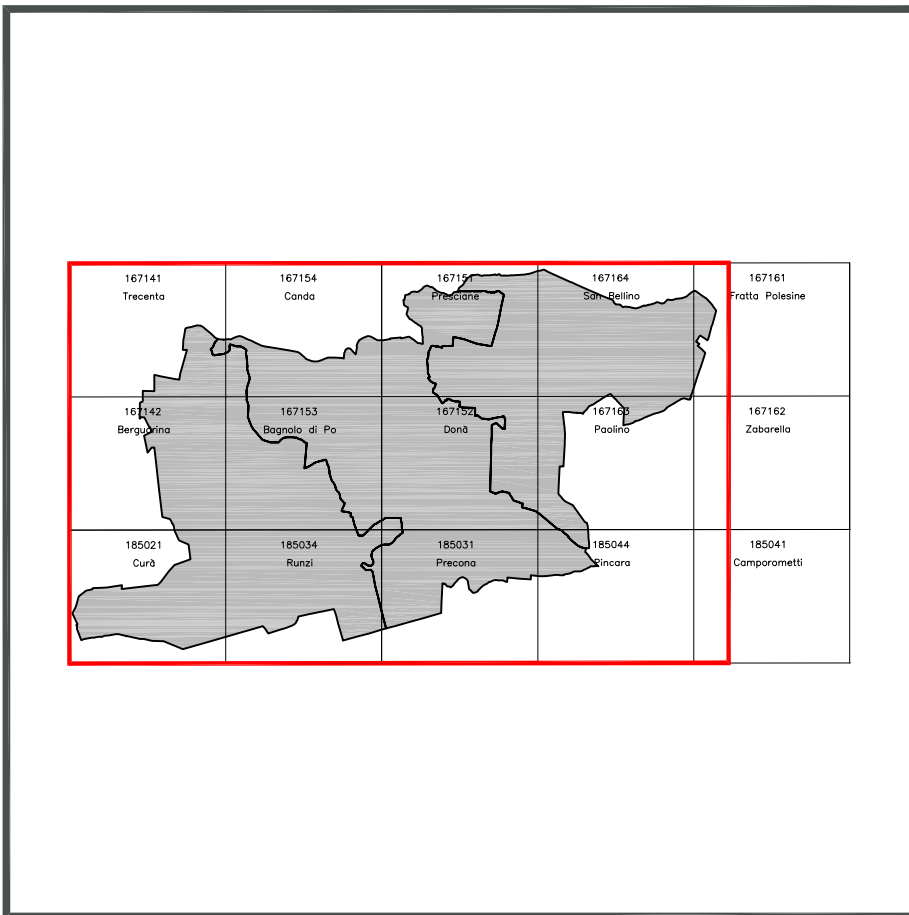 167141
Trecenta
167154
Canda
167151
Presciane
167164
San Bellino
167161
Fratta Polesine
167142
Berguarina
167153
Bagnolo di Po
167152
Donà
167163
Paolino
167162
Zabarella
185021
Curà
185034
Runzi
185031
Precona
185044
Pincara
185041
Camporometti